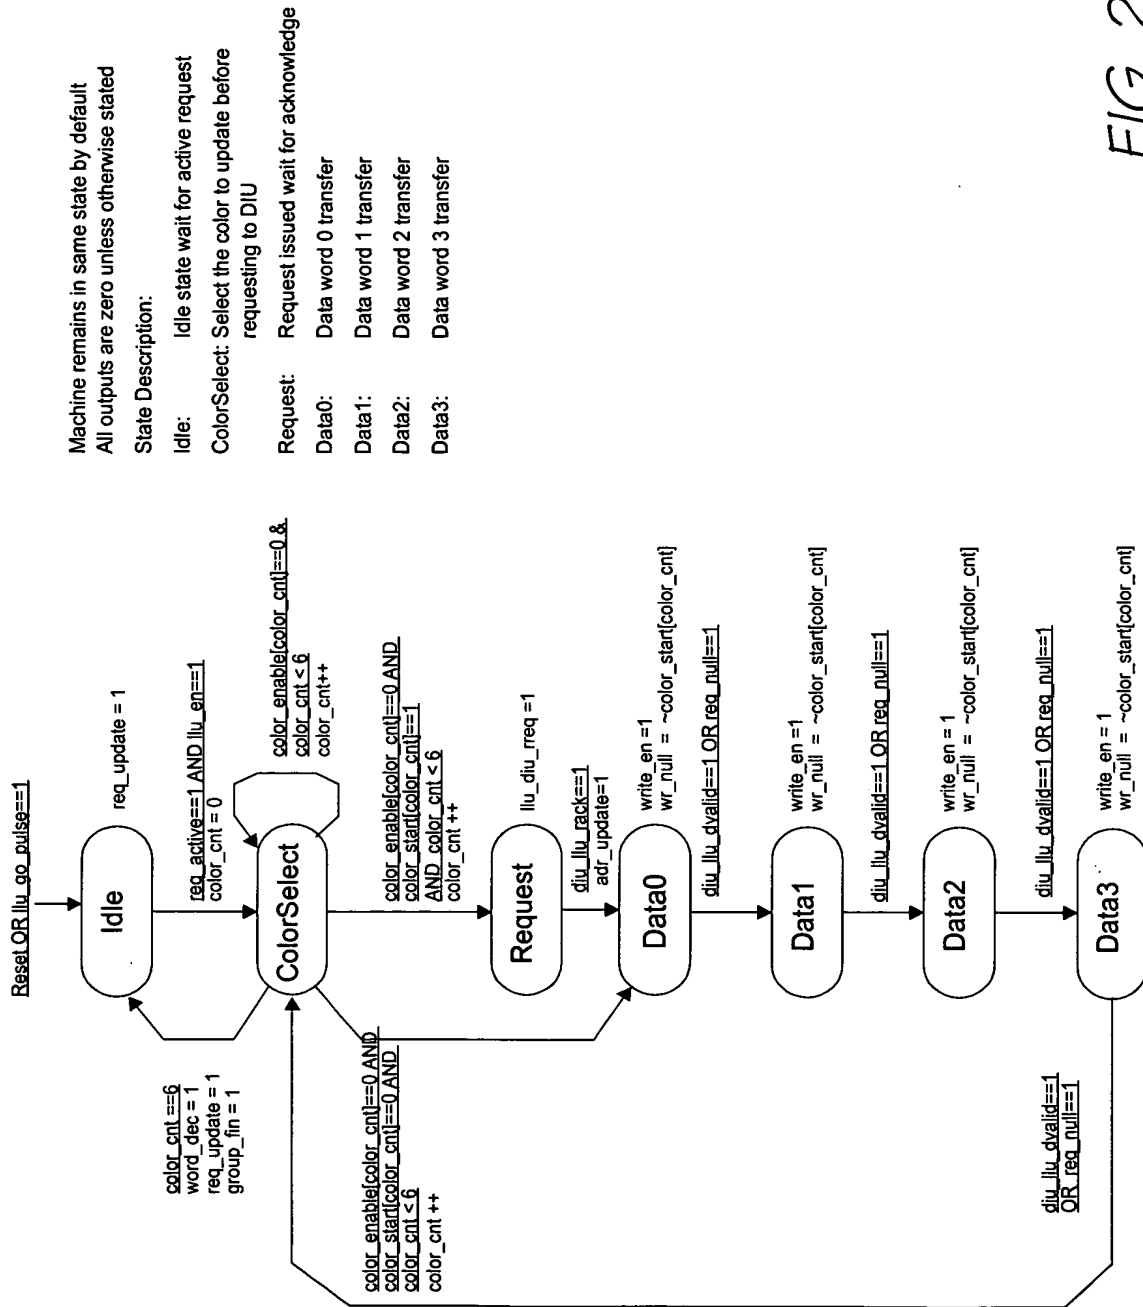 Machine remains in same state by default
All outputs are zero unless otherwise stated
State Description:
Idle: Idle state wait for active request
ColorSelect: Select the color to update before
requesting to DIU
Request: Request issued wait for acknowledge
Data0: Data word 0 transfer
Data1: Data word 1 transfer
Data2: Data word 2 transfer
Data3: Data word 3 transfer
Reset OR llu_go_pulse==1
Idle
req_update = 1
req_active==1 AND llu_en==1
color_cnt = 0
color_cnt ==6
word_dec = 1
req_update = 1
group_fin = 1
ColorSelect
color_enable[color_cnt]==0 &
color_cnt < 6
color_cnt++
color_enable[color_cnt]==0 AND
color_start[color_cnt]==1
AND color_cnt < 6
color_cnt ++
color_enable[color_cnt]==0 AND
color_start[color_cnt]==0 AND
color_cnt < 6
color_cnt ++
Request
llu_diu_rreq =1
diu_llu_rack==1
adr_update=1
Data0
write_en =1
wr_null = ~color_start[color_cnt]
diu_llu_dvalid==1 OR req_null==1
Data1
write_en =1
wr_null = ~color_start[color_cnt]
diu_llu_dvalid==1 OR req_null==1
Data2
write_en = 1
wr_null = ~color_start[color_cnt]
diu_llu_dvalid==1 OR req_null==1
Data3
write_en = 1
wr_null = ~color_start[color_cnt]
diu_llu_dvalid==1
OR req_null==1
FIG